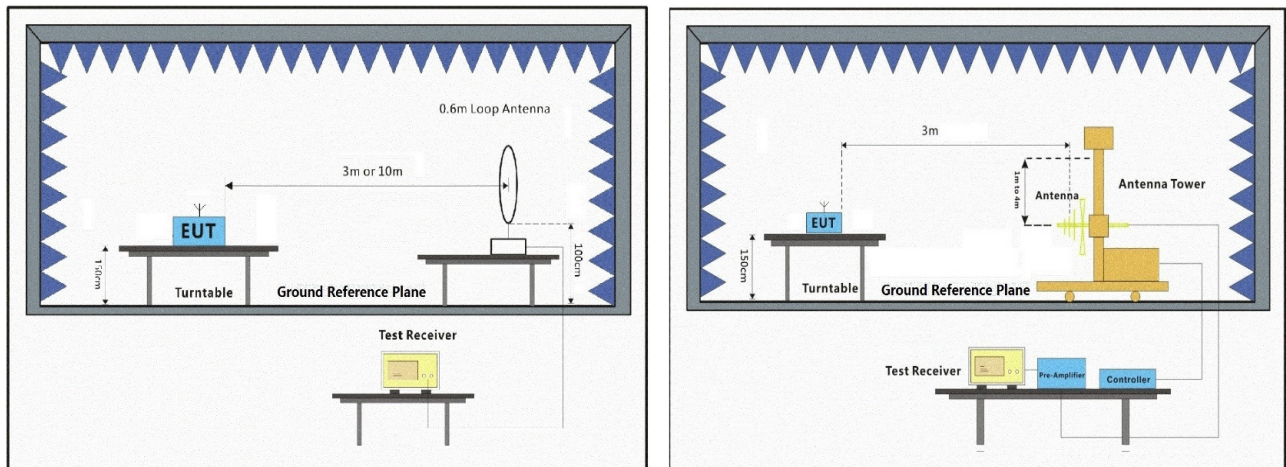 0.6m Loop Antenna
3m or 10m
EUT
150cm
100cm
Turntable
Ground Reference Plane
Test Receiver
3m
1m to 4m
Antenna
Antenna Tower
EUT
150cm
Turntable
Ground Reference Plane
Test Receiver
Pre-Amplifier
Controller